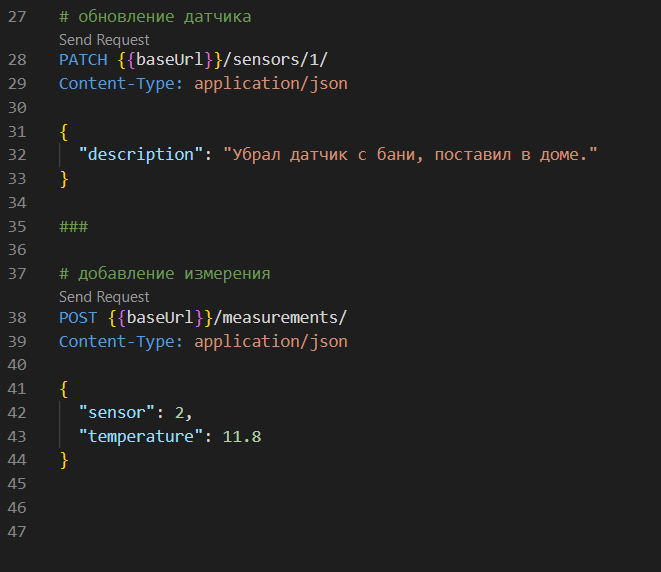 27 # обновление датчика
Send Request
28 PATCH {{baseUrl}}/sensors/1/
29 Content-Type: application/json
30
31 {
32 "description": "Убрал датчик с бани, поставил в доме."
33 }
34
35 ###
36
37 # добавление измерения
Send Request
38 POST {{baseUrl}}/measurements/
39 Content-Type: application/json
40
41 {
42 "sensor": 2,
43 "temperature": 11.8
44 }
45
46
47